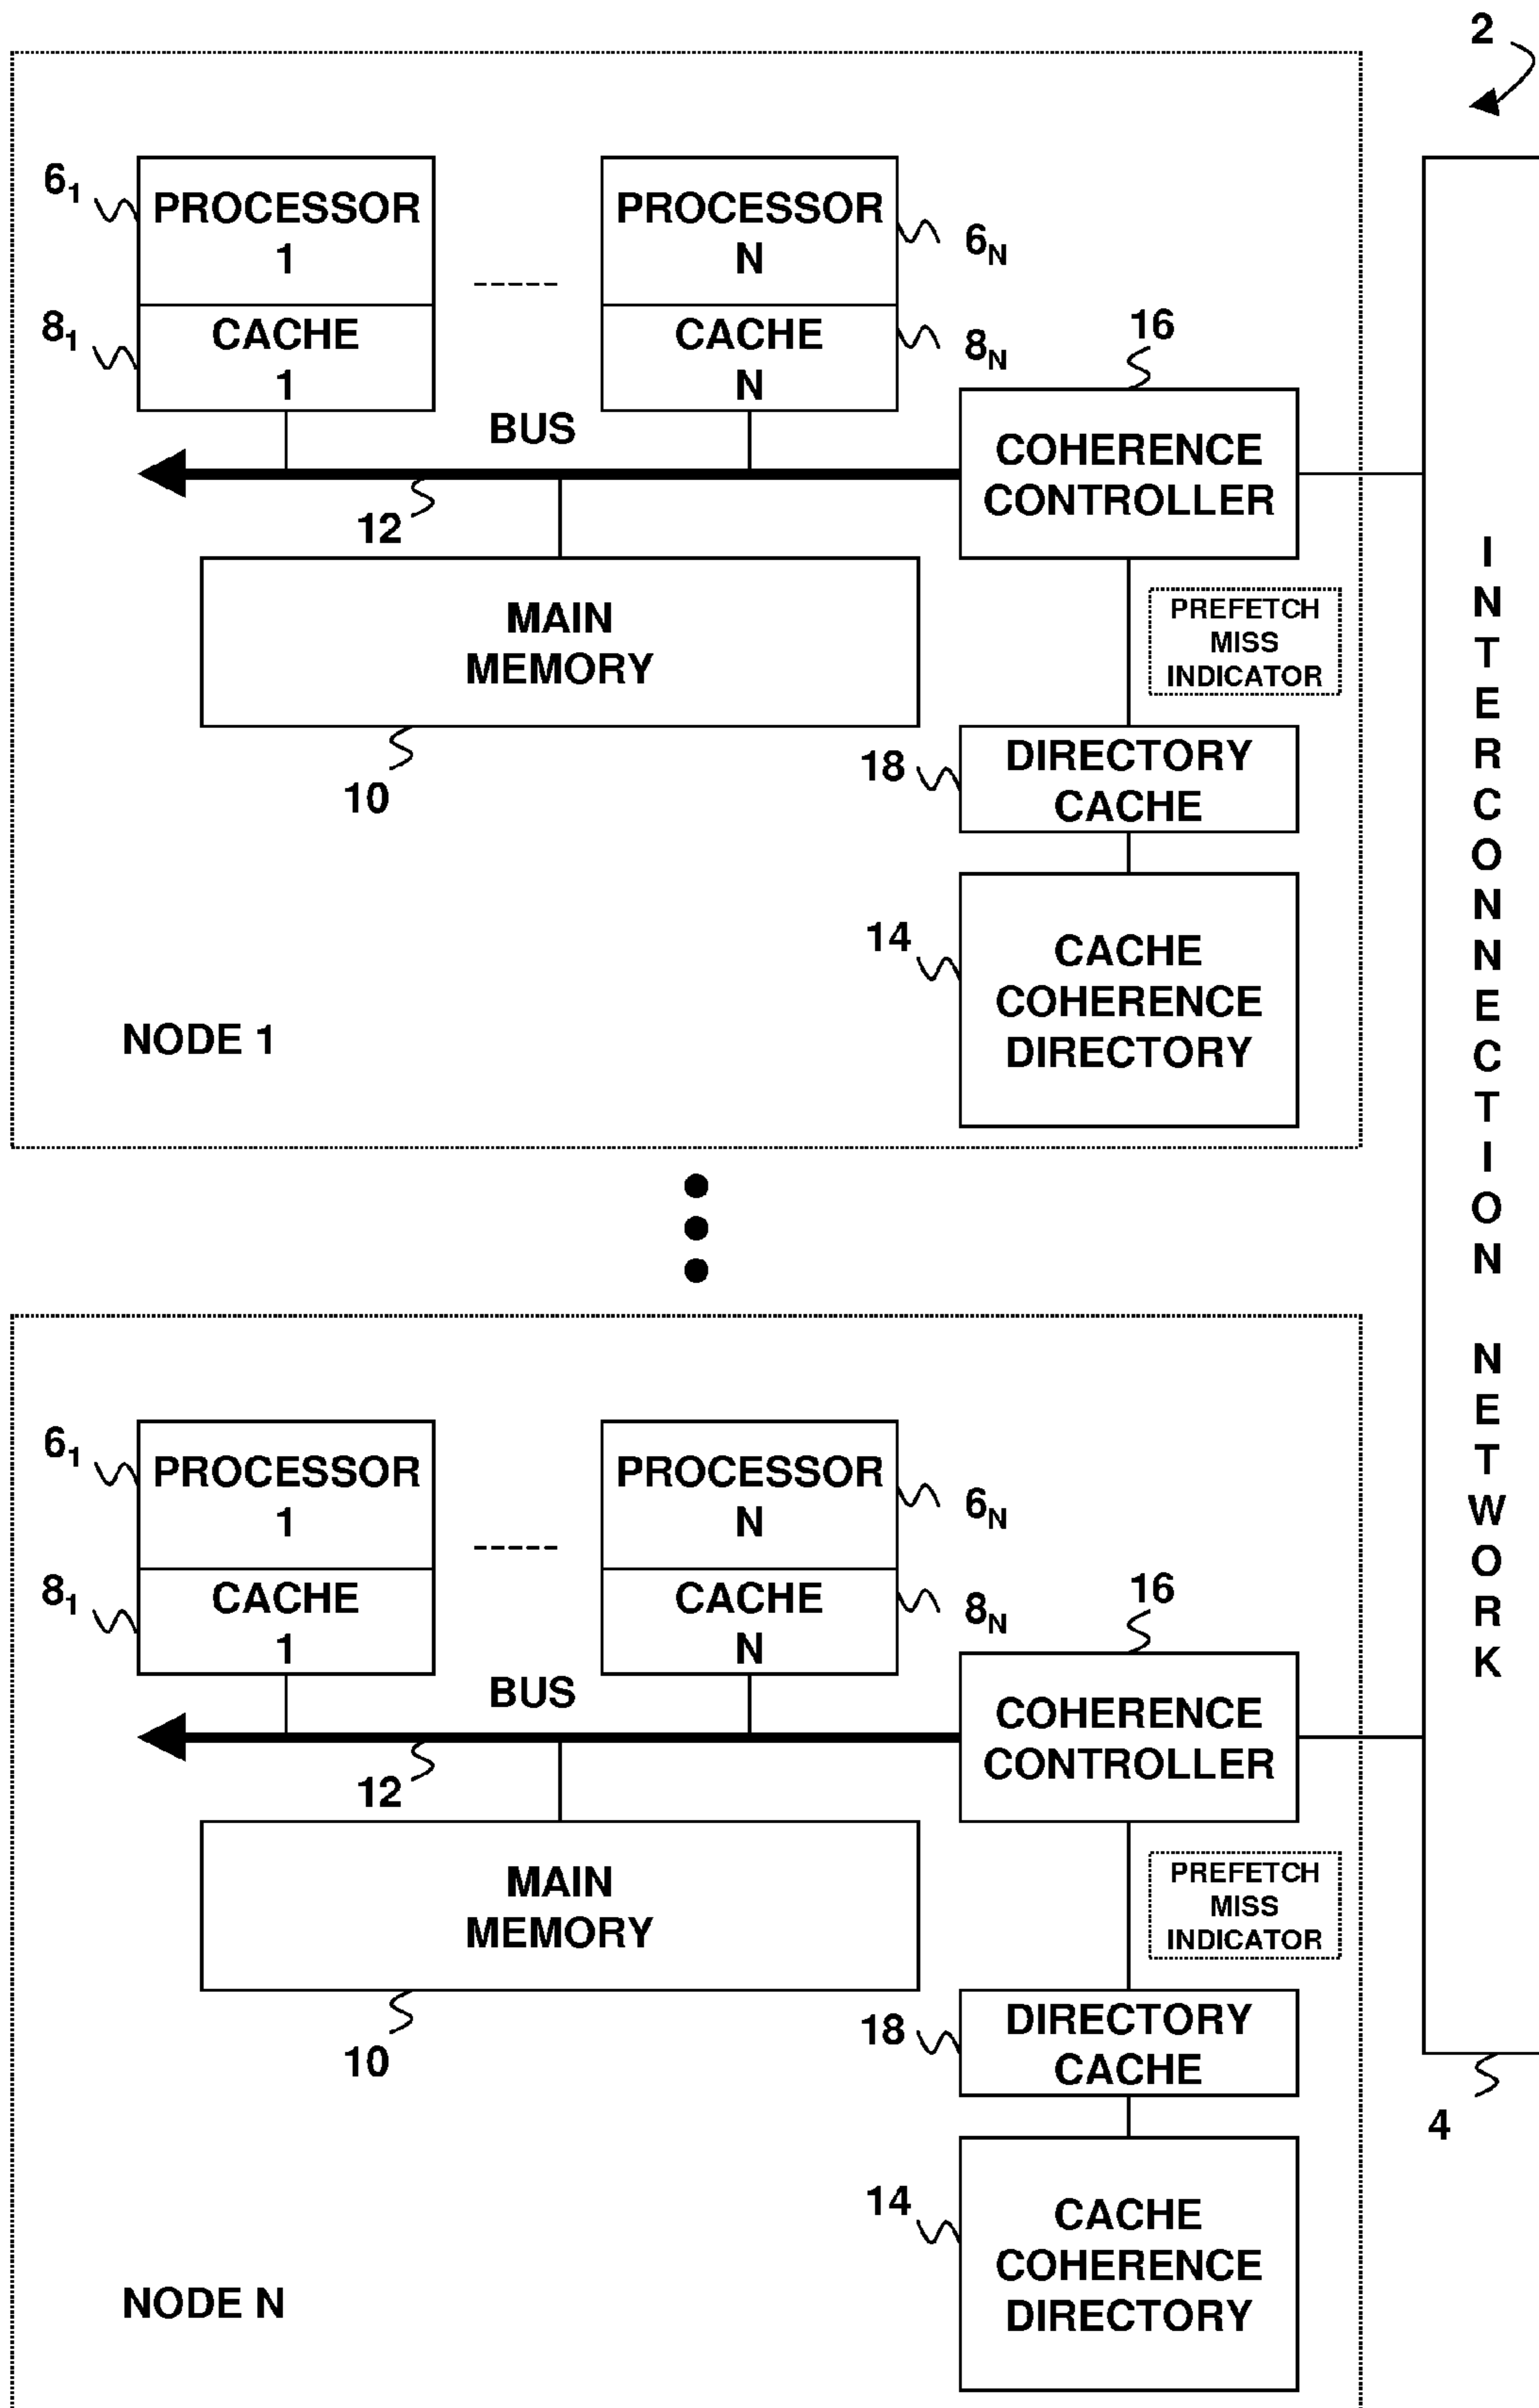 2
6₁
PROCESSOR
1
PROCESSOR
N
6N
8₁
CACHE
1
CACHE
N
8N
16
BUS
COHERENCE
CONTROLLER
12
MAIN
MEMORY
PREFETCH
MISS
INDICATOR
10
18
DIRECTORY
CACHE
14
CACHE
COHERENCE
DIRECTORY
NODE 1
INTERCONNECTION NETWORK
6₁
PROCESSOR
1
PROCESSOR
N
6N
8₁
CACHE
1
CACHE
N
8N
16
BUS
COHERENCE
CONTROLLER
12
MAIN
MEMORY
PREFETCH
MISS
INDICATOR
10
18
DIRECTORY
CACHE
4
14
CACHE
COHERENCE
DIRECTORY
NODE N